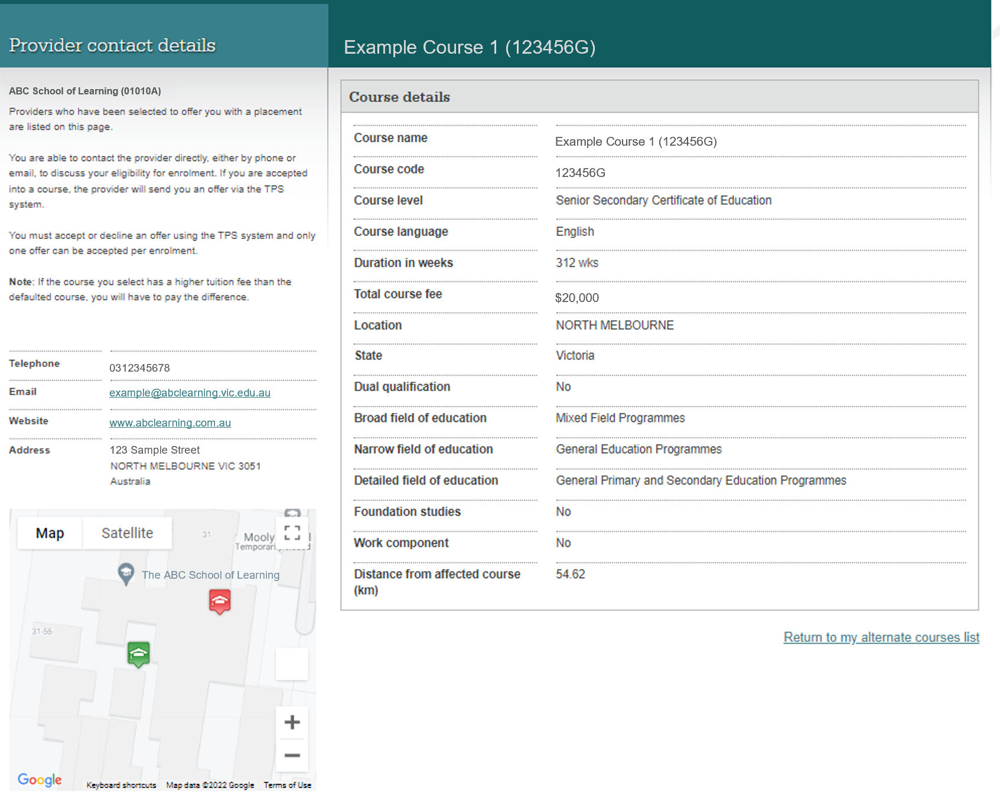 Provider contact details
Example Course 1 (123456G)
ABC School of Learning (01010A)
Providers who have been selected to offer you with a placement
are listed on this page.
You are able to contact the provider directly, either by phone or
email, to discuss your eligibility for enrolment. If you are accepted
into a course, the provider will send you an offer via the TPS
system.
You must accept or decline an offer using the TPS system and only
one offer can be accepted per enrolment.
Note: If the course you select has a higher tuition fee than the
defaulted course, you will have to pay the difference.
Telephone 0312345678
Email example@abclearning.vic.edu.au
Website www.abclearning.com.au
Address 123 Sample Street
NORTH MELBOURNE VIC 3051
Australia
Map Satellite
31
Mooly
Temporarily closed
The ABC School of Learning
31-55
Google
Keyboard shortcuts Map data ©2022 Google Terms of Use
Course details
Course name Example Course 1 (123456G)
Course code 123456G
Course level Senior Secondary Certificate of Education
Course language English
Duration in weeks 312 wks
Total course fee $20,000
Location NORTH MELBOURNE
State Victoria
Dual qualification No
Broad field of education Mixed Field Programmes
Narrow field of education General Education Programmes
Detailed field of education General Primary and Secondary Education Programmes
Foundation studies No
Work component No
Distance from affected course 54.62
(km)
Return to my alternate courses list